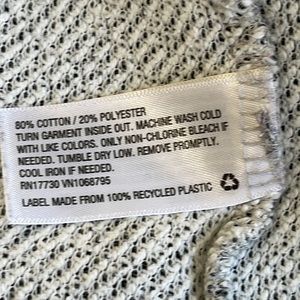 80% COTTON / 20% POLYESTER
TURN GARMENT INSIDE OUT. MACHINE WASH COLD
WITH LIKE COLORS. ONLY NON-CHLORINE BLEACH IF
NEEDED. TUMBLE DRY LOW. REMOVE PROMPTLY.
COOL IRON IF NEEDED.
RN17730 VN1068795
LABEL MADE FROM 100% RECYCLED PLASTIC